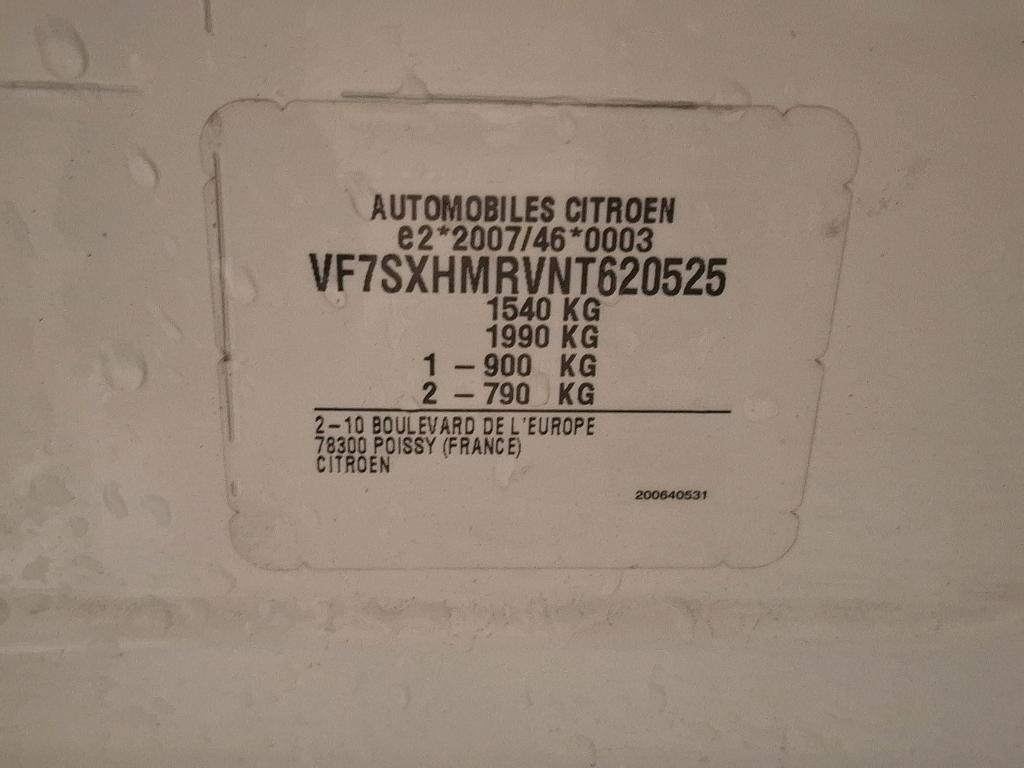 AUTOMOBILES CITROEN
e2*2007/46*0003
VF7SXHMRVNT620525
1540 KG
1990 KG
1 – 900 KG
2 – 790 KG
2–10 BOULEVARD DE L'EUROPE
78300 POISSY (FRANCE)
CITROEN
200640531